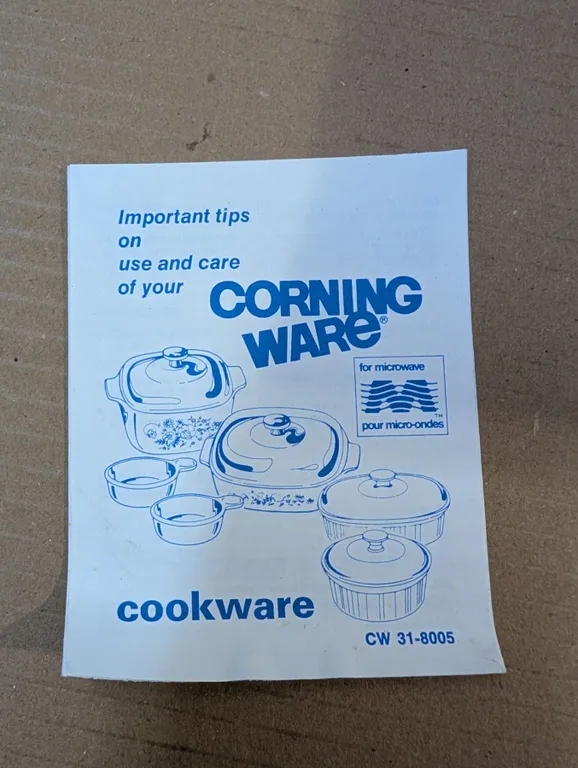 Important tips
on
use and care
of your
CORNING
WARE®
for microwave
TM
pour micro-ondes
cookware
CW 31-8005